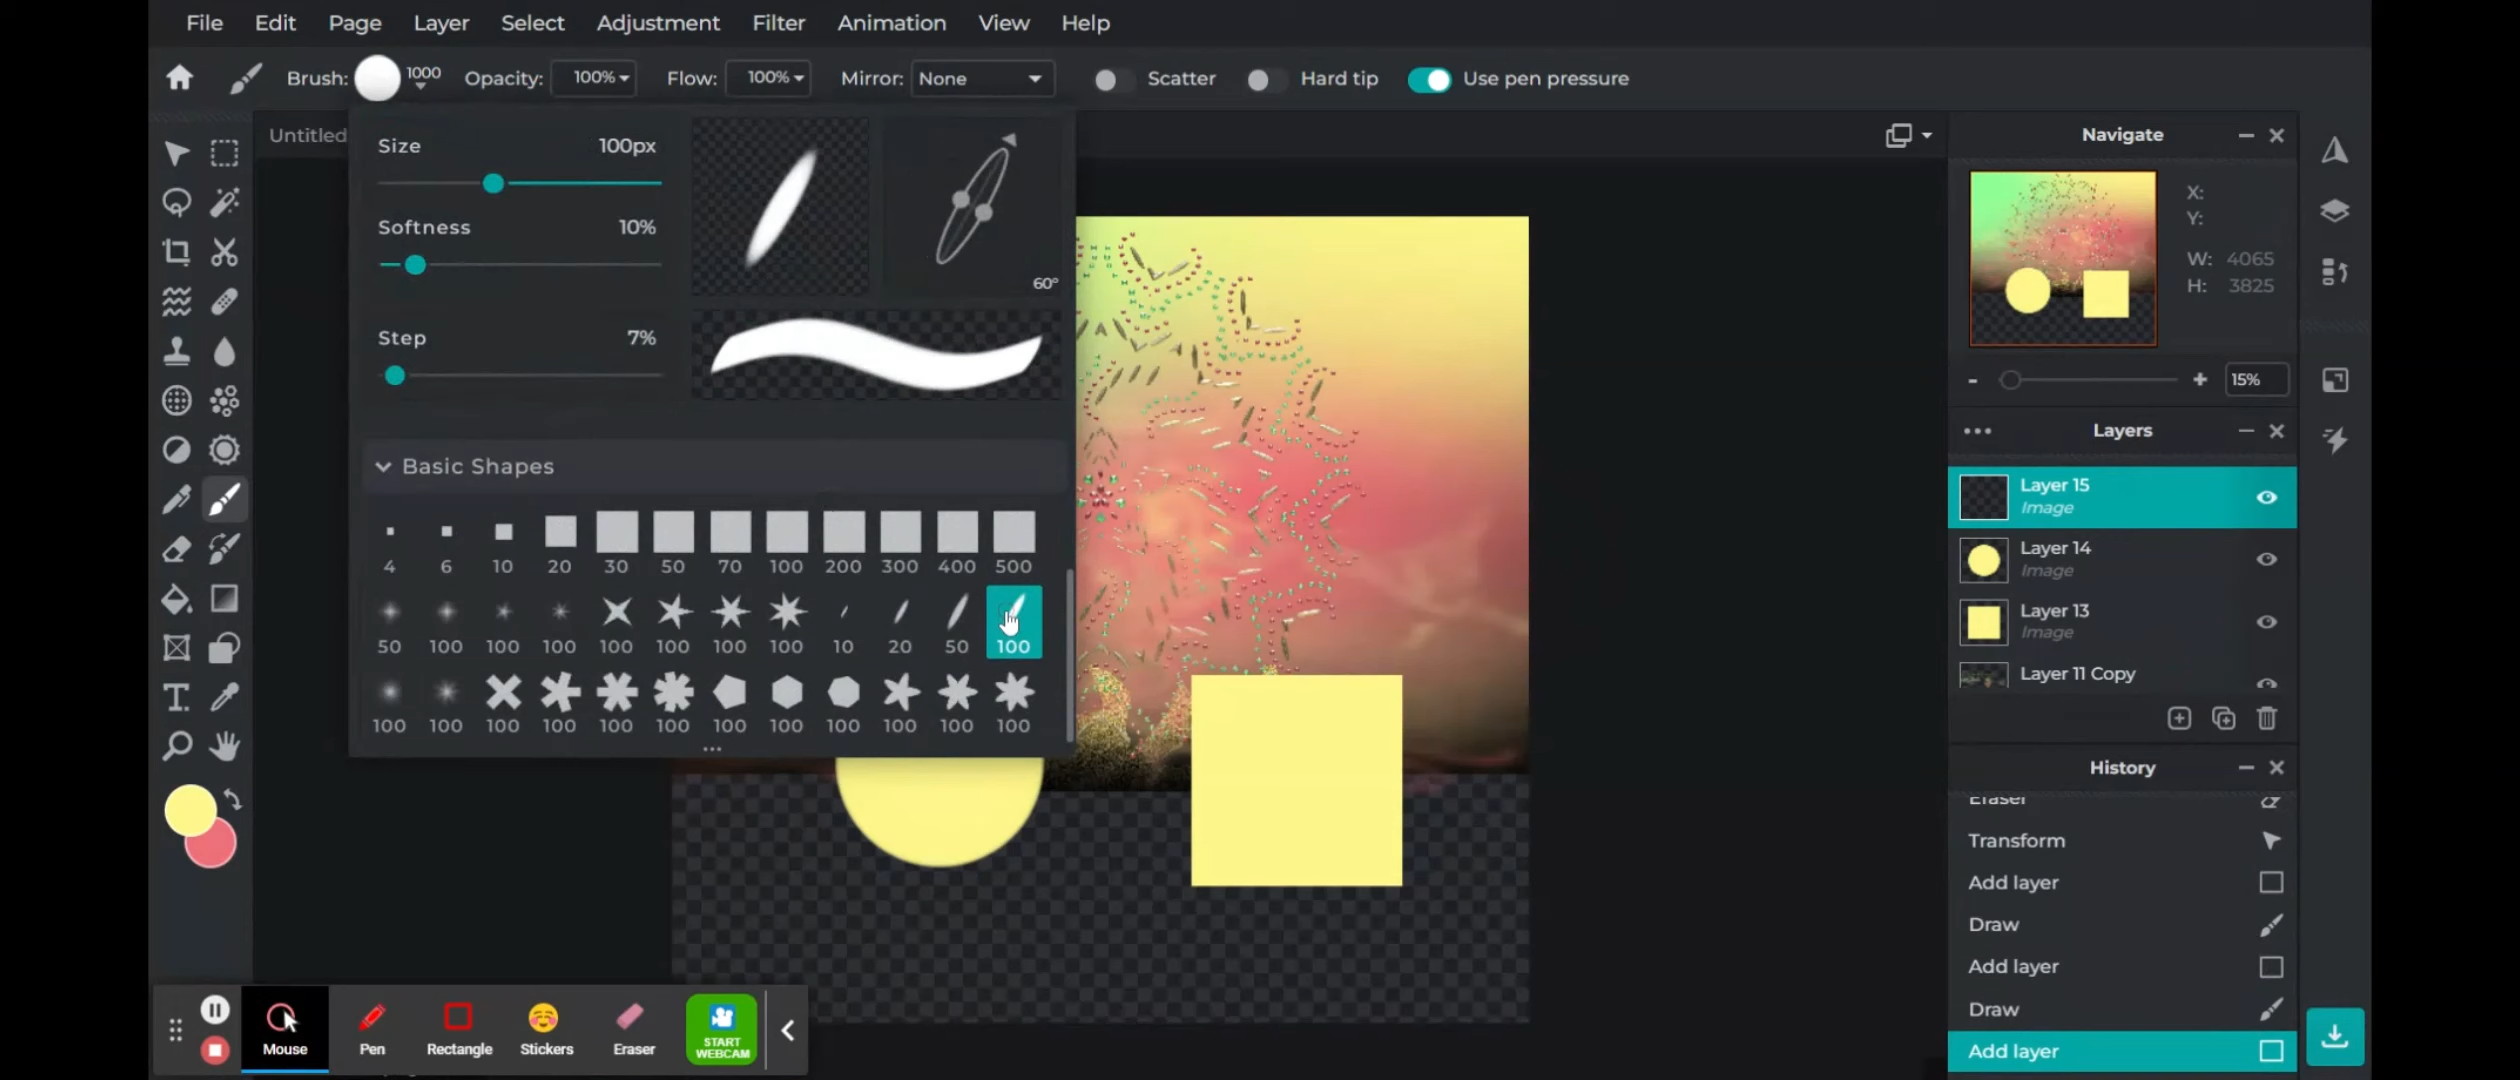 File Edit Page Layer Select Adjustment Filter Animation View Help
Brush: 1000 Opacity: 100% Flow: 100% Mirror: None Scatter Hard tip Use pen pressure
Untitled
Size 100px
Softness 10%
60°
Step 7%
Basic Shapes
4 6 10 20 30 50 70 100 200 300 400 500
50 100 100 100 100 100 100 100 10 20 50 100
100 100 100 100 100 100 100 100 100 100 100 100
Navigate
X:
Y:
W: 4065
H: 3825
15%
Layers
Layer 15
Image
Layer 14
Image
Layer 13
Image
Layer 11 Copy
History
Eraser
Transform
Add layer
Draw
Add layer
Draw
Add layer
Mouse Pen Rectangle Stickers Eraser START WEBCAM